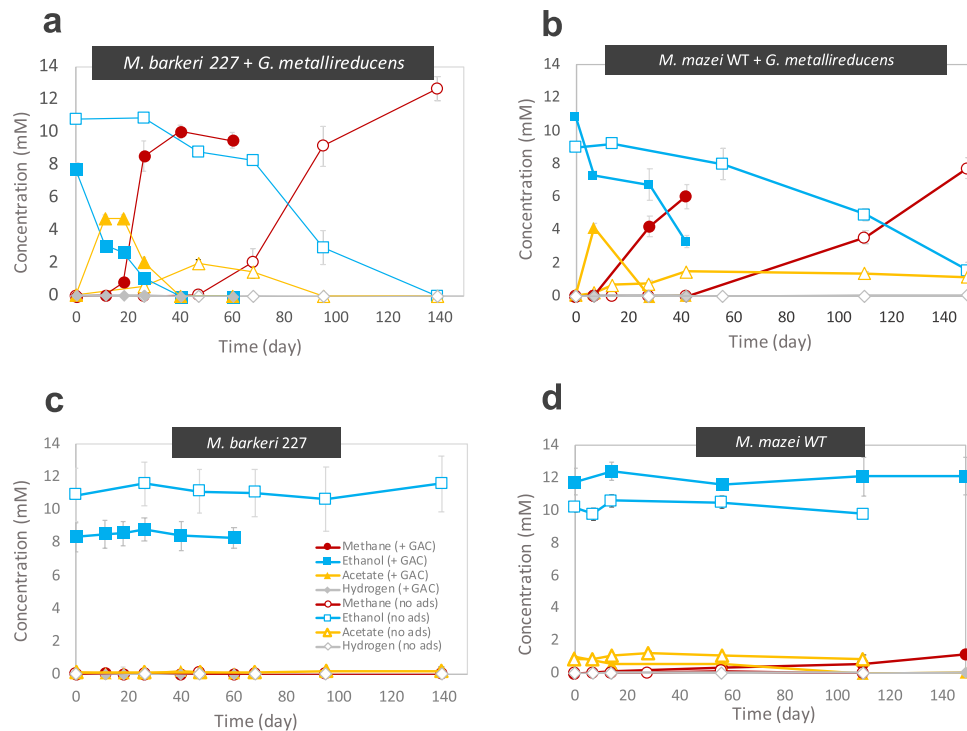 a
M. barkeri 227 + G. metallireducens
Concentration (mM)
14
12
10
8
6
4
2
0
0 20 40 60 80 100 120 140
Time (day)
b
M. mazei WT + G. metallireducens
Concentration (mM)
14
12
10
8
6
4
2
0
0 20 40 60 80 100 120 140
Time (day)
c
M. barkeri 227
Concentration (mM)
14
12
10
8
6
4
2
0
0 20 40 60 80 100 120 140
Time (day)
Methane (+ GAC)
Ethanol (+ GAC)
Acetate (+ GAC)
Hydrogen (+ GAC)
Methane (no ads)
Ethanol (no ads)
Acetate (no ads)
Hydrogen (no ads)
d
M. mazei WT
Concentration (mM)
14
12
10
8
6
4
2
0
0 20 40 60 80 100 120 140
Time (day)